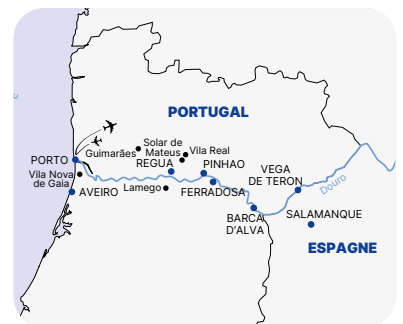 PORTUGAL
Solar de
Mateus
Guimarães
Vila Real
PORTO
REGUA
PINHAO
Vila Nova
de Gaia
VEGA
DE TERON
AVEIRO
Lamego
FERRADOSA
Douro
BARCA
D'ALVA
SALAMANQUE
ESPAGNE